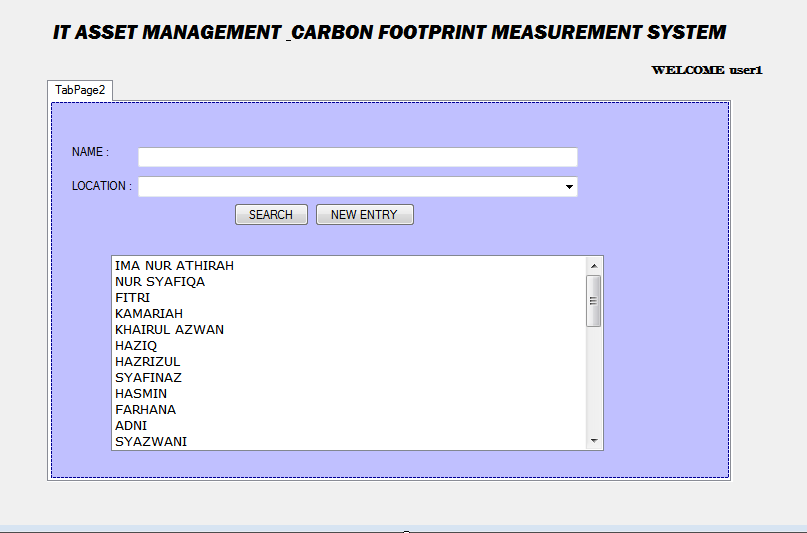 IT ASSET MANAGEMENT _CARBON FOOTPRINT MEASUREMENT SYSTEM
WELCOME user1
TabPage2
NAME :
LOCATION :
SEARCH NEW ENTRY
IMA NUR ATHIRAH
NUR SYAFIQA
FITRI
KAMARIAH
KHAIRUL AZWAN
HAZIQ
HAZRIZUL
SYAFINAZ
HASMIN
FARHANA
ADNI
SYAZWANI